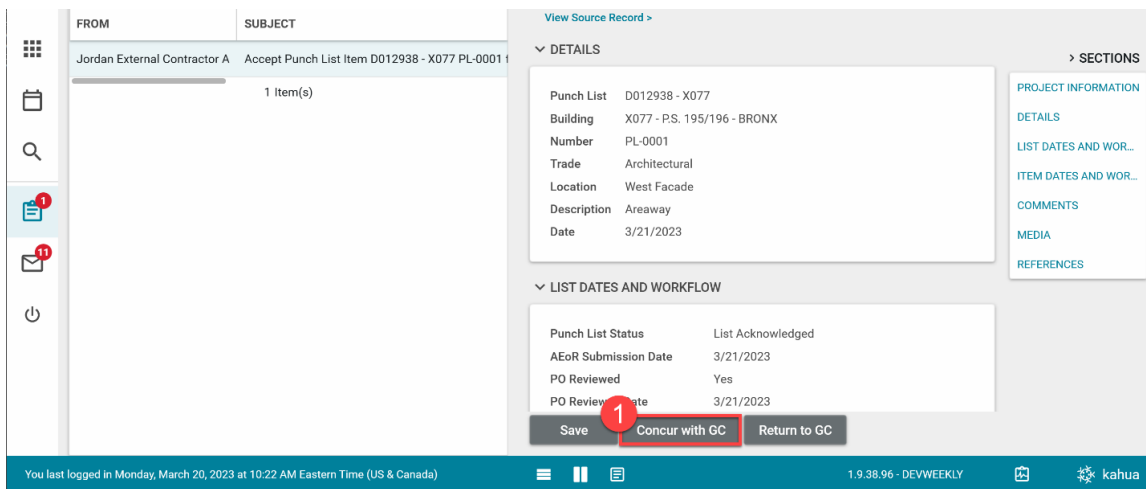 FROM SUBJECT
Jordan External Contractor A Accept Punch List Item D012938 - X077 PL-0001 f
1 Item(s)
1
11
View Source Record >
DETAILS
Punch List D012938 - X077
Building X077 - P.S. 195/196 - BRONX
Number PL-0001
Trade Architectural
Location West Facade
Description Areaway
Date 3/21/2023
LIST DATES AND WORKFLOW
Punch List Status List Acknowledged
AEoR Submission Date 3/21/2023
PO Reviewed Yes
PO Review ate 3/21/2023
1
Save Concur with GC Return to GC
> SECTIONS
PROJECT INFORMATION
DETAILS
LIST DATES AND WOR...
ITEM DATES AND WOR...
COMMENTS
MEDIA
REFERENCES
You last logged in Monday, March 20, 2023 at 10:22 AM Eastern Time (US & Canada) 1.9.38.96 - DEVWEEKLY kahua